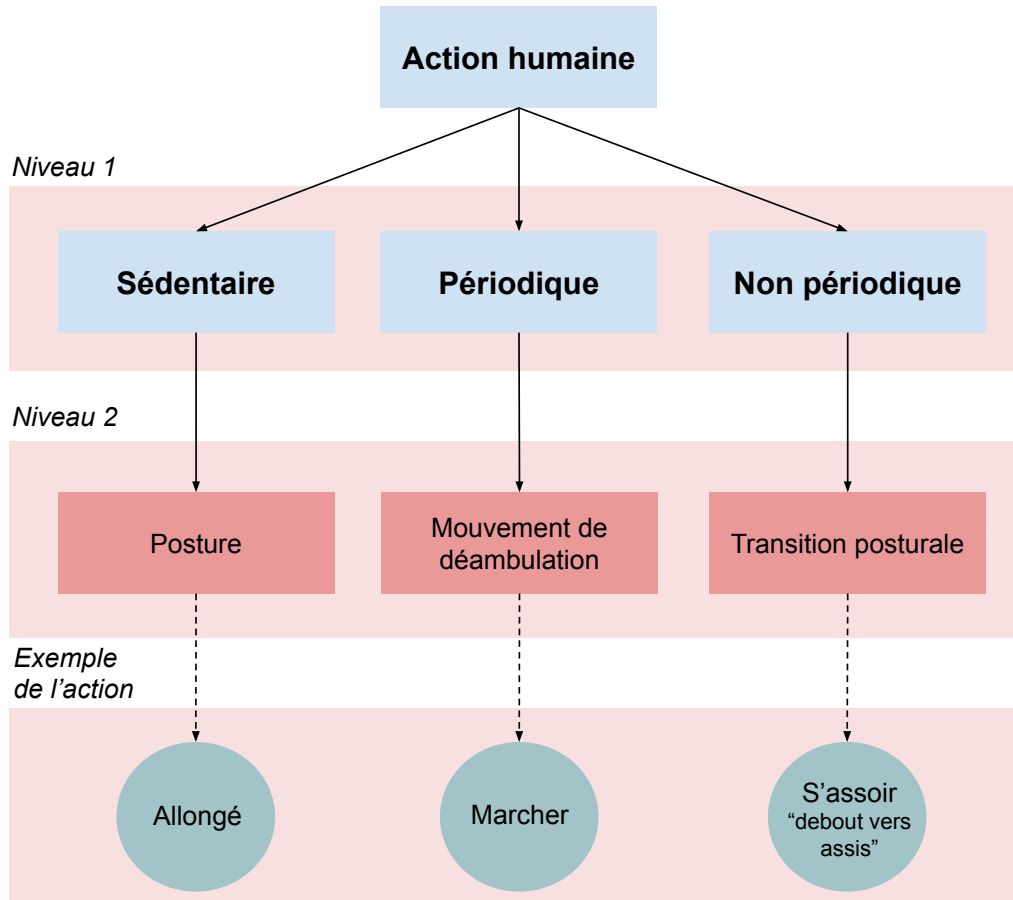 Action humaine
Niveau 1
Sédentaire
Périodique
Non périodique
Niveau 2
Posture
Mouvement de
déambulation
Transition posturale
Exemple
de l’action
Allongé
Marcher
S’assoir
“debout vers
assis”